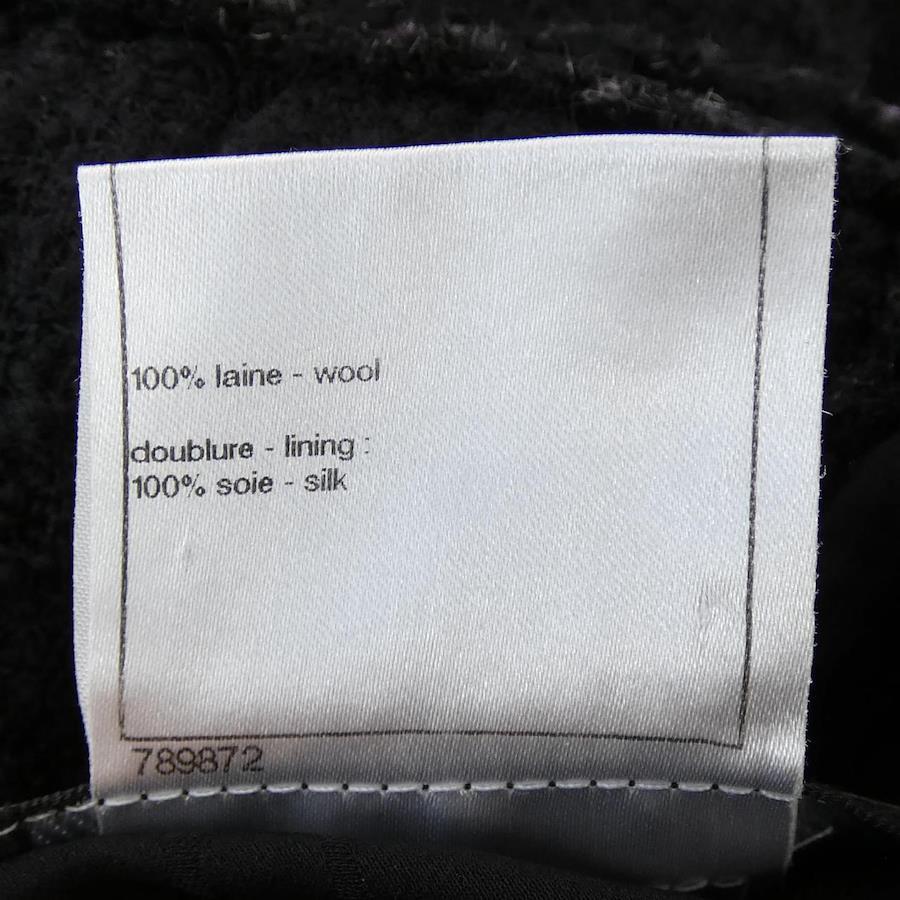 100% laine - wool
doublure - lining :
100% soie - silk
789872